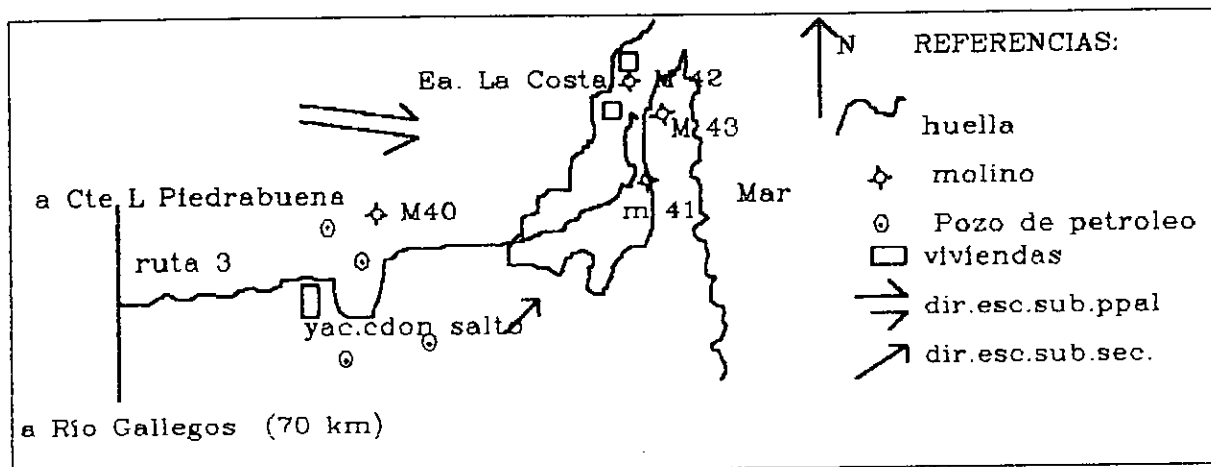 N
REFERENCIAS:
Ea. La Costa
M 42
M 43
huella
molino
a Cte L Piedrabuena
M40
m 41
Mar
Pozo de petroleo
ruta 3
viviendas
yac.cdon salto
dir.esc.sub.ppal
dir.esc.sub.sec.
a Rio Gallegos (70 km)